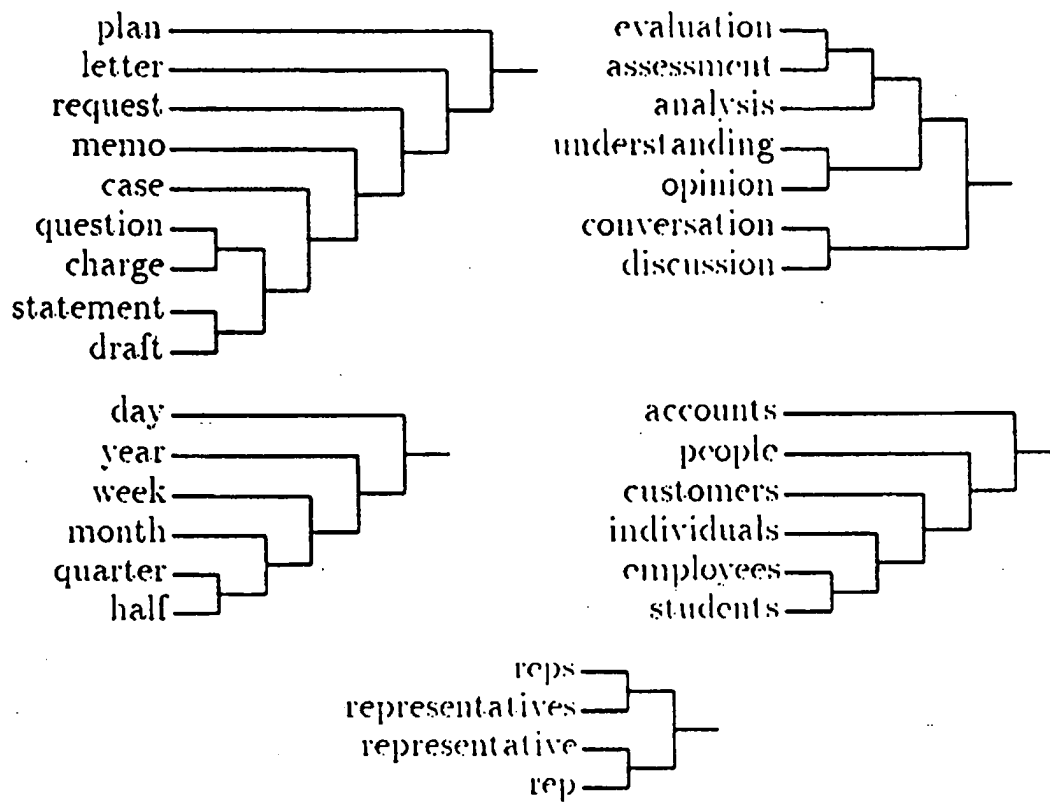 plan
letter
request
memo
case
question
charge
statement
draft
evaluation
assessment
analysis
understanding
opinion
conversation
discussion
day
year
week
month
quarter
half
accounts
people
customers
individuals
employees
students
reps
representatives
representative
rep